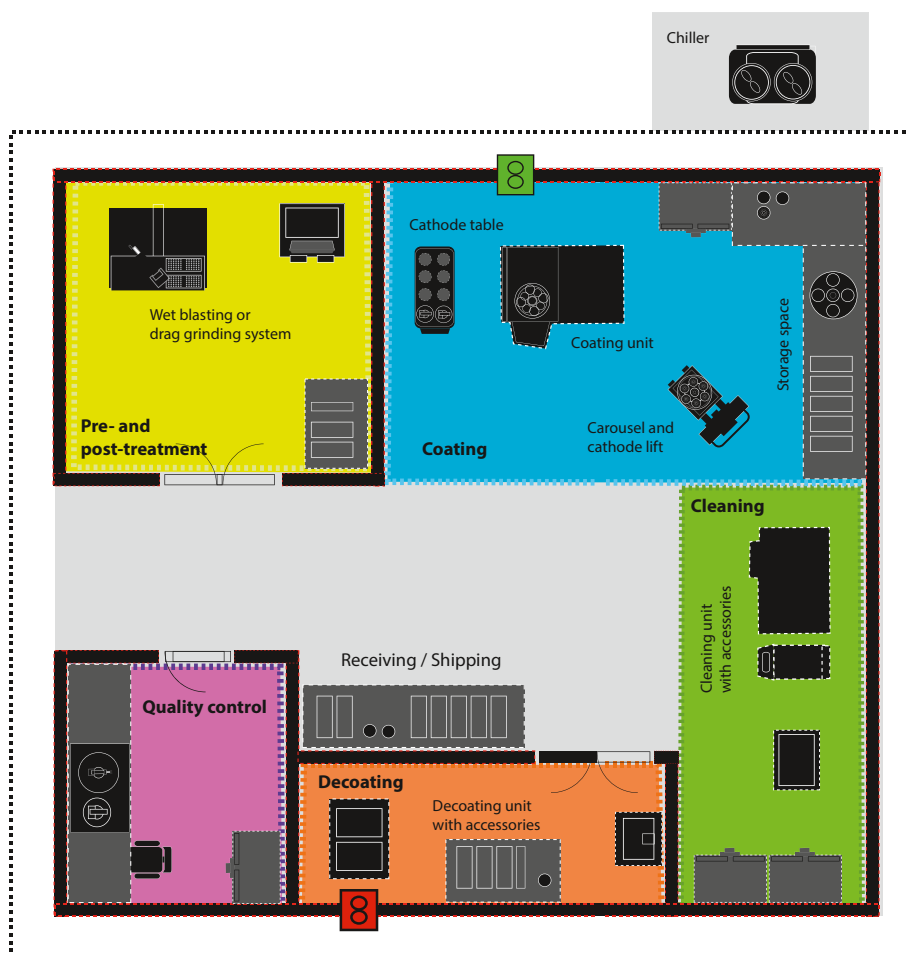 Chiller
Cathode table
Wet blasting or
drag grinding system
Coating unit
Storage space
Pre- and
post-treatment
Coating
Carousel and
cathode lift
Cleaning
Cleaning unit
with accessories
Receiving / Shipping
Quality control
Decoating
Decoating unit
with accessories